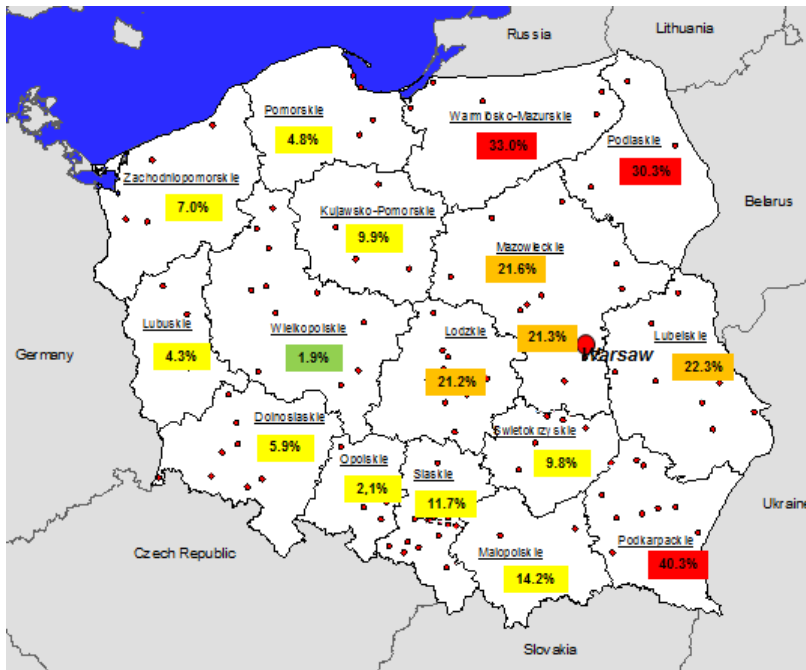 Russia
Lithuania
Pomorskie
4.8%
Warmibsko-Mazurskie
33.0%
Podlaskie
30.3%
Zachodniopomorskie
7.0%
Belarus
Kujawsko-Pomorskie
9.9%
Mazowieckie
21.6%
Lubuskie
4.3%
Wielkopolskie
1.9%
Lodzkie
21.2%
21.3%
Warsaw
Lubelskie
22.3%
Germany
Dolnoslaskie
5.9%
Swietokrzyskie
9.8%
Opolskie
2,1%
Slaskie
11.7%
Ukraine
Czech Republic
Malopolskie
14.2%
Podkarpackie
40.3%
Slovakia